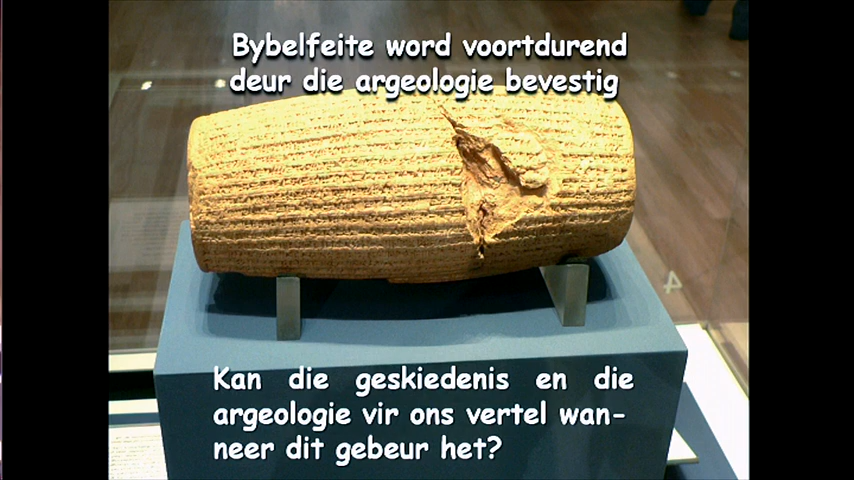 Bybelfeite word voortdurend
deur die argeologie bevestig
Kan die geskiedenis en die
argeologie vir ons vertel wan-
neer dit gebeur het?
4